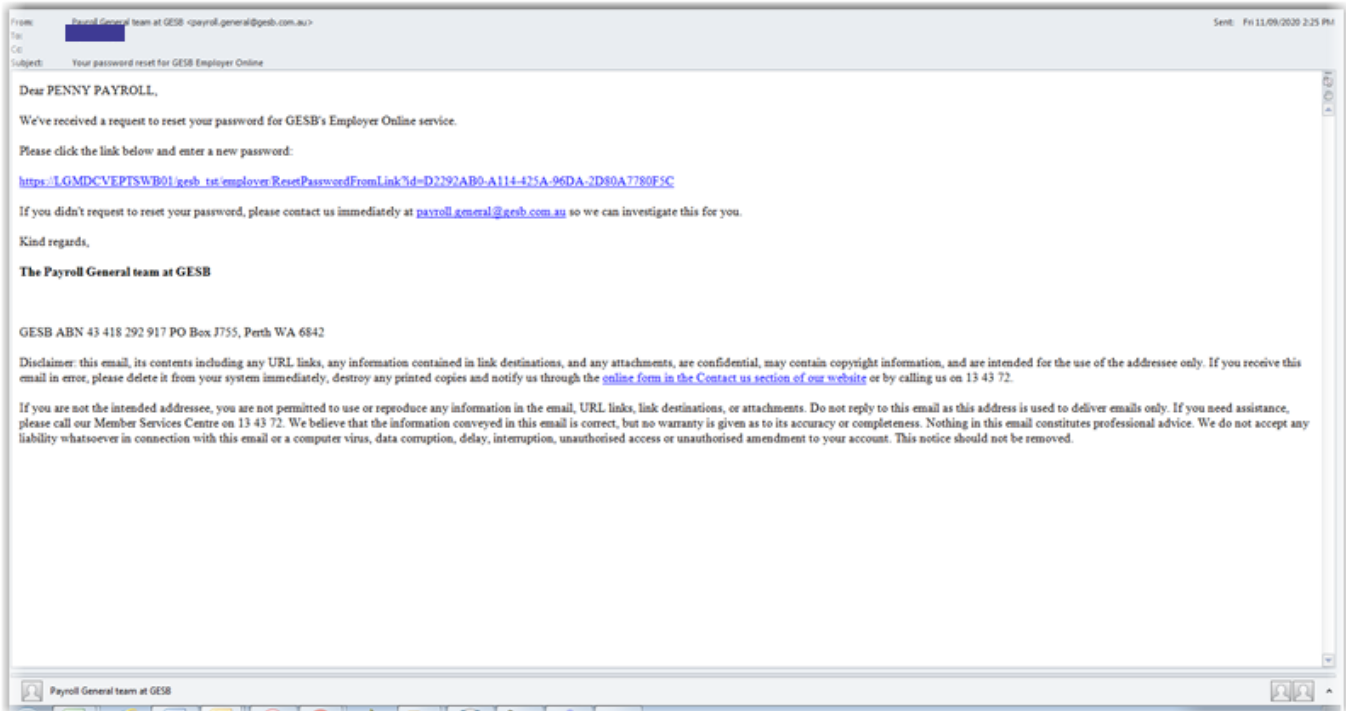 From: Payroll General team at GESB <payroll.general@gesb.com.au>
Sent: Fri 11/09/2020 2:25 PM
To:
Cc:
Subject: Your password reset for GESB Employer Online
Dear PENNY PAYROLL,
We've received a request to reset your password for GESB's Employer Online service.
Please click the link below and enter a new password:
https://LGMDCVEPTSWB01/gesb_tst/employer/ResetPasswordFromLink?id=D2292AB0-A114-425A-96DA-2D80A7780F5C
If you didn't request to reset your password, please contact us immediately at payroll.general@gesb.com.au so we can investigate this for you.
Kind regards,
The Payroll General team at GESB
GESB ABN 43 418 292 917 PO Box J755, Perth WA 6842
Disclaimer: this email, its contents including any URL links, any information contained in link destinations, and any attachments, are confidential, may contain copyright information, and are intended for the use of the addressee only. If you receive this
email in error, please delete it from your system immediately, destroy any printed copies and notify us through the online form in the Contact us section of our website or by calling us on 13 43 72.
If you are not the intended addressee, you are not permitted to use or reproduce any information in the email, URL links, link destinations, or attachments. Do not reply to this email as this address is used to deliver emails only. If you need assistance,
please call our Member Services Centre on 13 43 72. We believe that the information conveyed in this email is correct, but no warranty is given as to its accuracy or completeness. Nothing in this email constitutes professional advice. We do not accept any
liability whatsoever in connection with this email or a computer virus, data corruption, delay, interruption, unauthorised access or unauthorised amendment to your account. This notice should not be removed.
Payroll General team at GESB